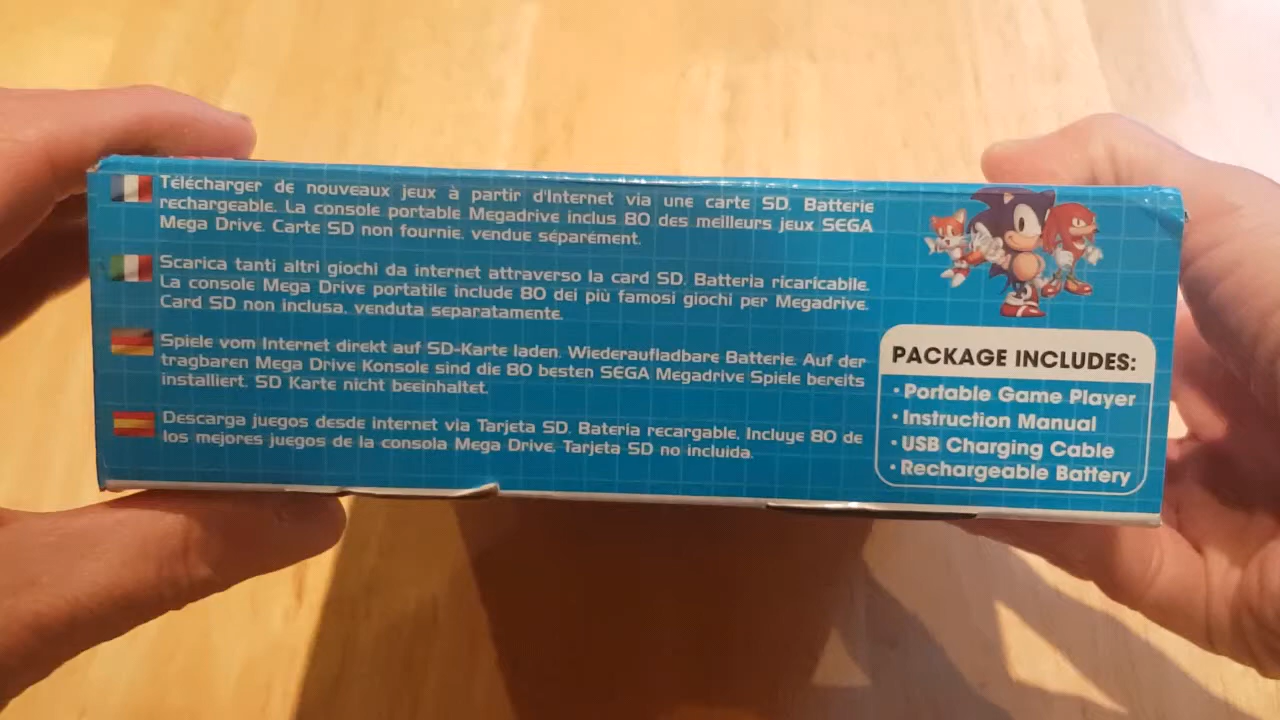 Télécharger de nouveaux jeux à partir d'Internet via une carte SD. Batterie
rechargeable. La console portable Megadrive inclus 80 des meilleurs jeux SEGA
Mega Drive. Carte SD non fournie, vendue séparément.
Scarica tanti altri giochi da internet attraverso la card SD. Batteria ricaricabile.
La console Mega Drive portatile include 80 dei più famosi giochi per Megadrive.
Card SD non inclusa, venduta separatamente.
Spiele vom Internet direkt auf SD-Karte laden. Wiederaufladbare Batterie. Auf der
tragbaren Mega Drive Konsole sind die 80 besten SEGA Megadrive Spiele bereits
installiert. SD Karte nicht beeinhaltet.
Descarga juegos desde internet via Tarjeta SD. Bateria recargable. Incluye 80 de
los mejores juegos de la consola Mega Drive. Tarjeta SD no incluida.
PACKAGE INCLUDES:
• Portable Game Player
• Instruction Manual
• USB Charging Cable
• Rechargeable Battery